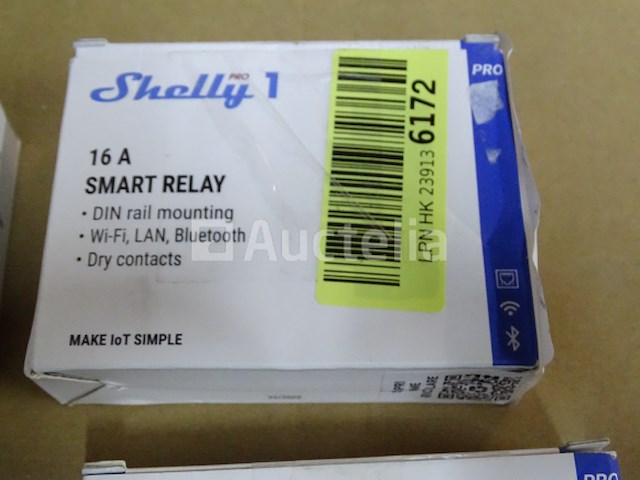 Shelly PRO 1
PRO
16 A
SMART RELAY
• DIN rail mounting
• Wi-Fi, LAN, Bluetooth
• Dry contacts
MAKE IoT SIMPLE
LPN HK 23913 6172
Auctelia
PRO